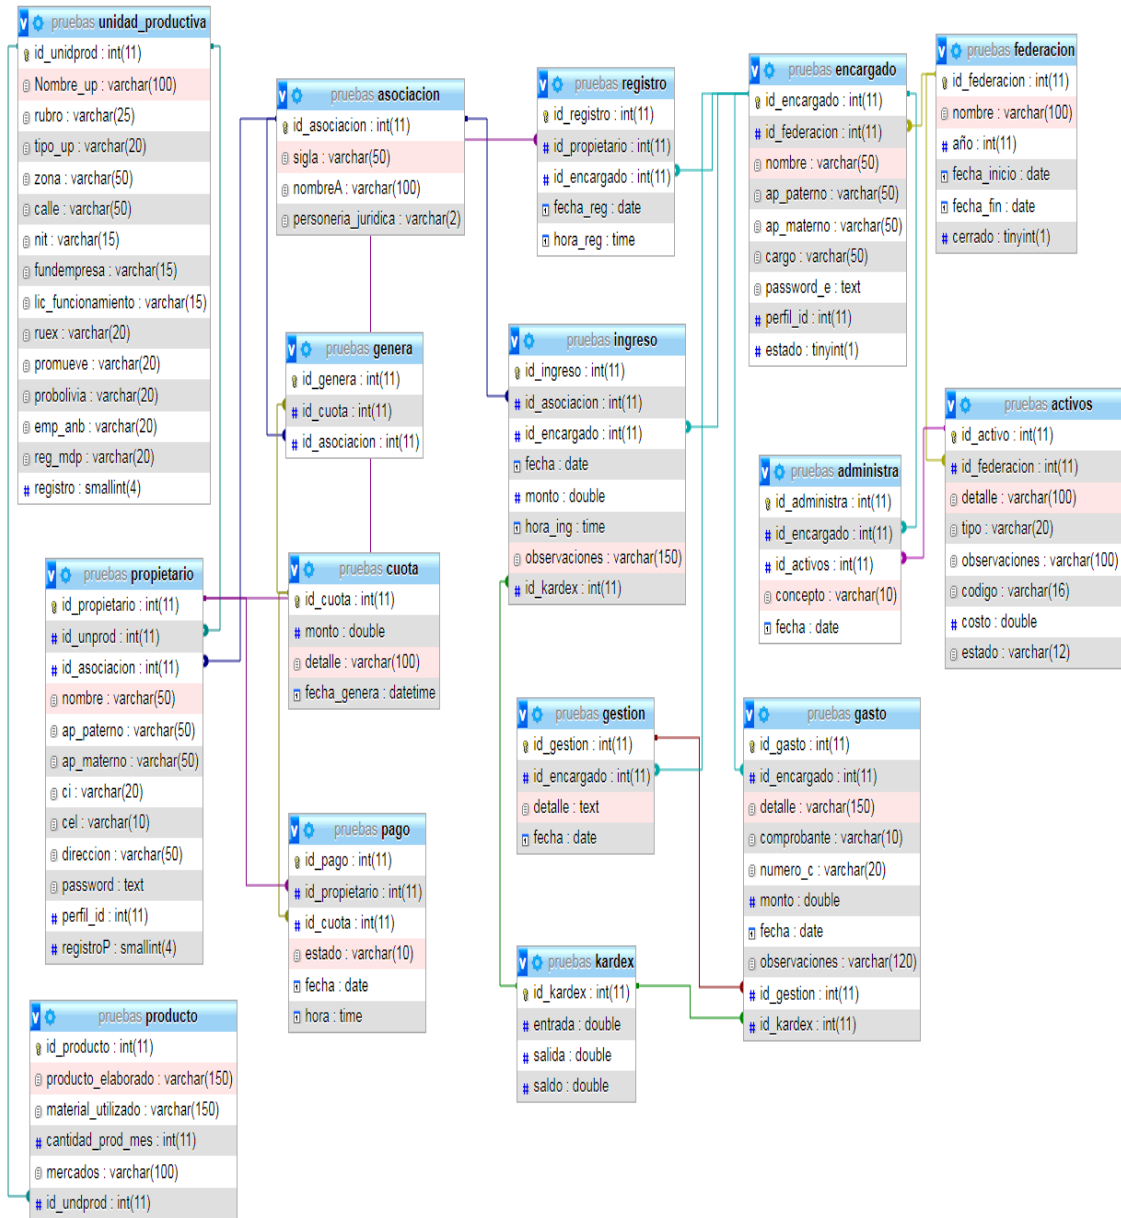 pruebas unidad_productiva
id_unidprod : int(11)
Nombre_up : varchar(100)
rubro : varchar(25)
tipo_up : varchar(20)
zona : varchar(50)
calle : varchar(50)
nit : varchar(15)
fundempresa : varchar(15)
lic_funcionamiento : varchar(15)
ruex : varchar(20)
promueve : varchar(20)
probolivia : varchar(20)
emp_anb : varchar(20)
reg_mdp : varchar(20)
registro : smallint(4)
pruebas asociacion
id_asociacion : int(11)
sigla : varchar(50)
nombreA : varchar(100)
personeria_juridica : varchar(2)
pruebas registro
id_registro : int(11)
id_propietario : int(11)
id_encargado : int(11)
fecha_reg : date
hora_reg : time
pruebas encargado
id_encargado : int(11)
id_federacion : int(11)
nombre : varchar(50)
ap_paterno : varchar(50)
ap_materno : varchar(50)
cargo : varchar(50)
password_e : text
perfil_id : int(11)
estado : tinyint(1)
pruebas federacion
id_federacion : int(11)
nombre : varchar(100)
año : int(11)
fecha_inicio : date
fecha_fin : date
cerrado : tinyint(1)
pruebas genera
id_genera : int(11)
id_cuota : int(11)
id_asociacion : int(11)
pruebas ingreso
id_ingreso : int(11)
id_asociacion : int(11)
id_encargado : int(11)
fecha : date
monto : double
hora_ing : time
observaciones : varchar(150)
id_kardex : int(11)
pruebas administra
id_administra : int(11)
id_encargado : int(11)
id_activos : int(11)
concepto : varchar(10)
fecha : date
pruebas activos
id_activo : int(11)
id_federacion : int(11)
detalle : varchar(100)
tipo : varchar(20)
observaciones : varchar(100)
codigo : varchar(16)
costo : double
estado : varchar(12)
pruebas propietario
id_propietario : int(11)
id_unprod : int(11)
id_asociacion : int(11)
nombre : varchar(50)
ap_paterno : varchar(50)
ap_materno : varchar(50)
ci : varchar(20)
cel : varchar(10)
direccion : varchar(50)
password : text
perfil_id : int(11)
registroP : smallint(4)
pruebas cuota
id_cuota : int(11)
monto : double
detalle : varchar(100)
fecha_genera : datetime
pruebas gestion
id_gestion : int(11)
id_encargado : int(11)
detalle : text
fecha : date
pruebas gasto
id_gasto : int(11)
id_encargado : int(11)
detalle : varchar(150)
comprobante : varchar(10)
numero_c : varchar(20)
monto : double
fecha : date
observaciones : varchar(120)
id_gestion : int(11)
id_kardex : int(11)
pruebas pago
id_pago : int(11)
id_propietario : int(11)
id_cuota : int(11)
estado : varchar(10)
fecha : date
hora : time
pruebas kardex
id_kardex : int(11)
entrada : double
salida : double
saldo : double
pruebas producto
id_producto : int(11)
producto_elaborado : varchar(150)
material_utilizado : varchar(150)
cantidad_prod_mes : int(11)
mercados : varchar(100)
id_undprod : int(11)